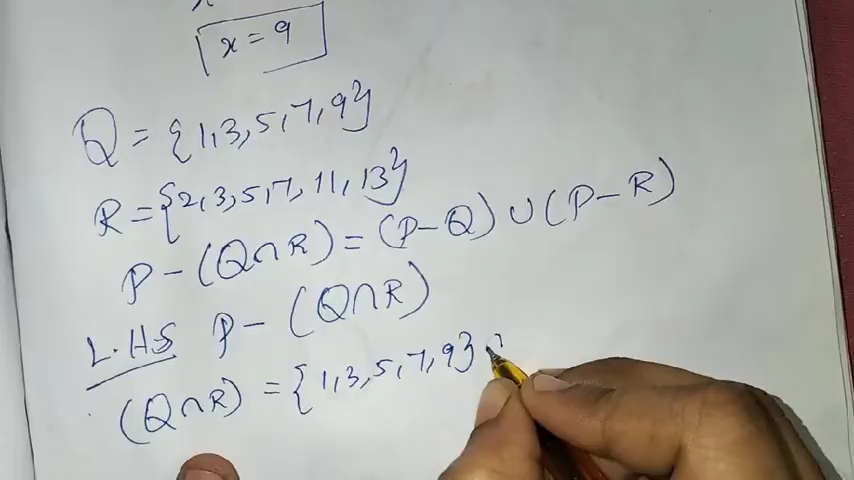 x = 9
Q = {1,3,5,7,9}
R = {2,3,5,7,11,13}
P - (Q∩R) = (P-Q) ∪ (P-R)
L.H.S P - (Q∩R)
(Q∩R) = {1,3,5,7,9} ∩